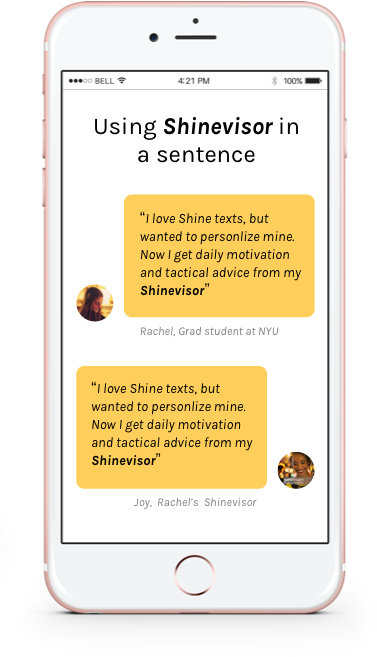 BELL 4:21 PM 100%
Using Shinevisor in
a sentence
“I love Shine texts, but
wanted to personlize mine.
Now I get daily motivation
and tactical advice from my
Shinevisor”
Rachel, Grad student at NYU
“I love Shine texts, but
wanted to personlize mine.
Now I get daily motivation
and tactical advice from my
Shinevisor”
Joy, Rachel's Shinevisor